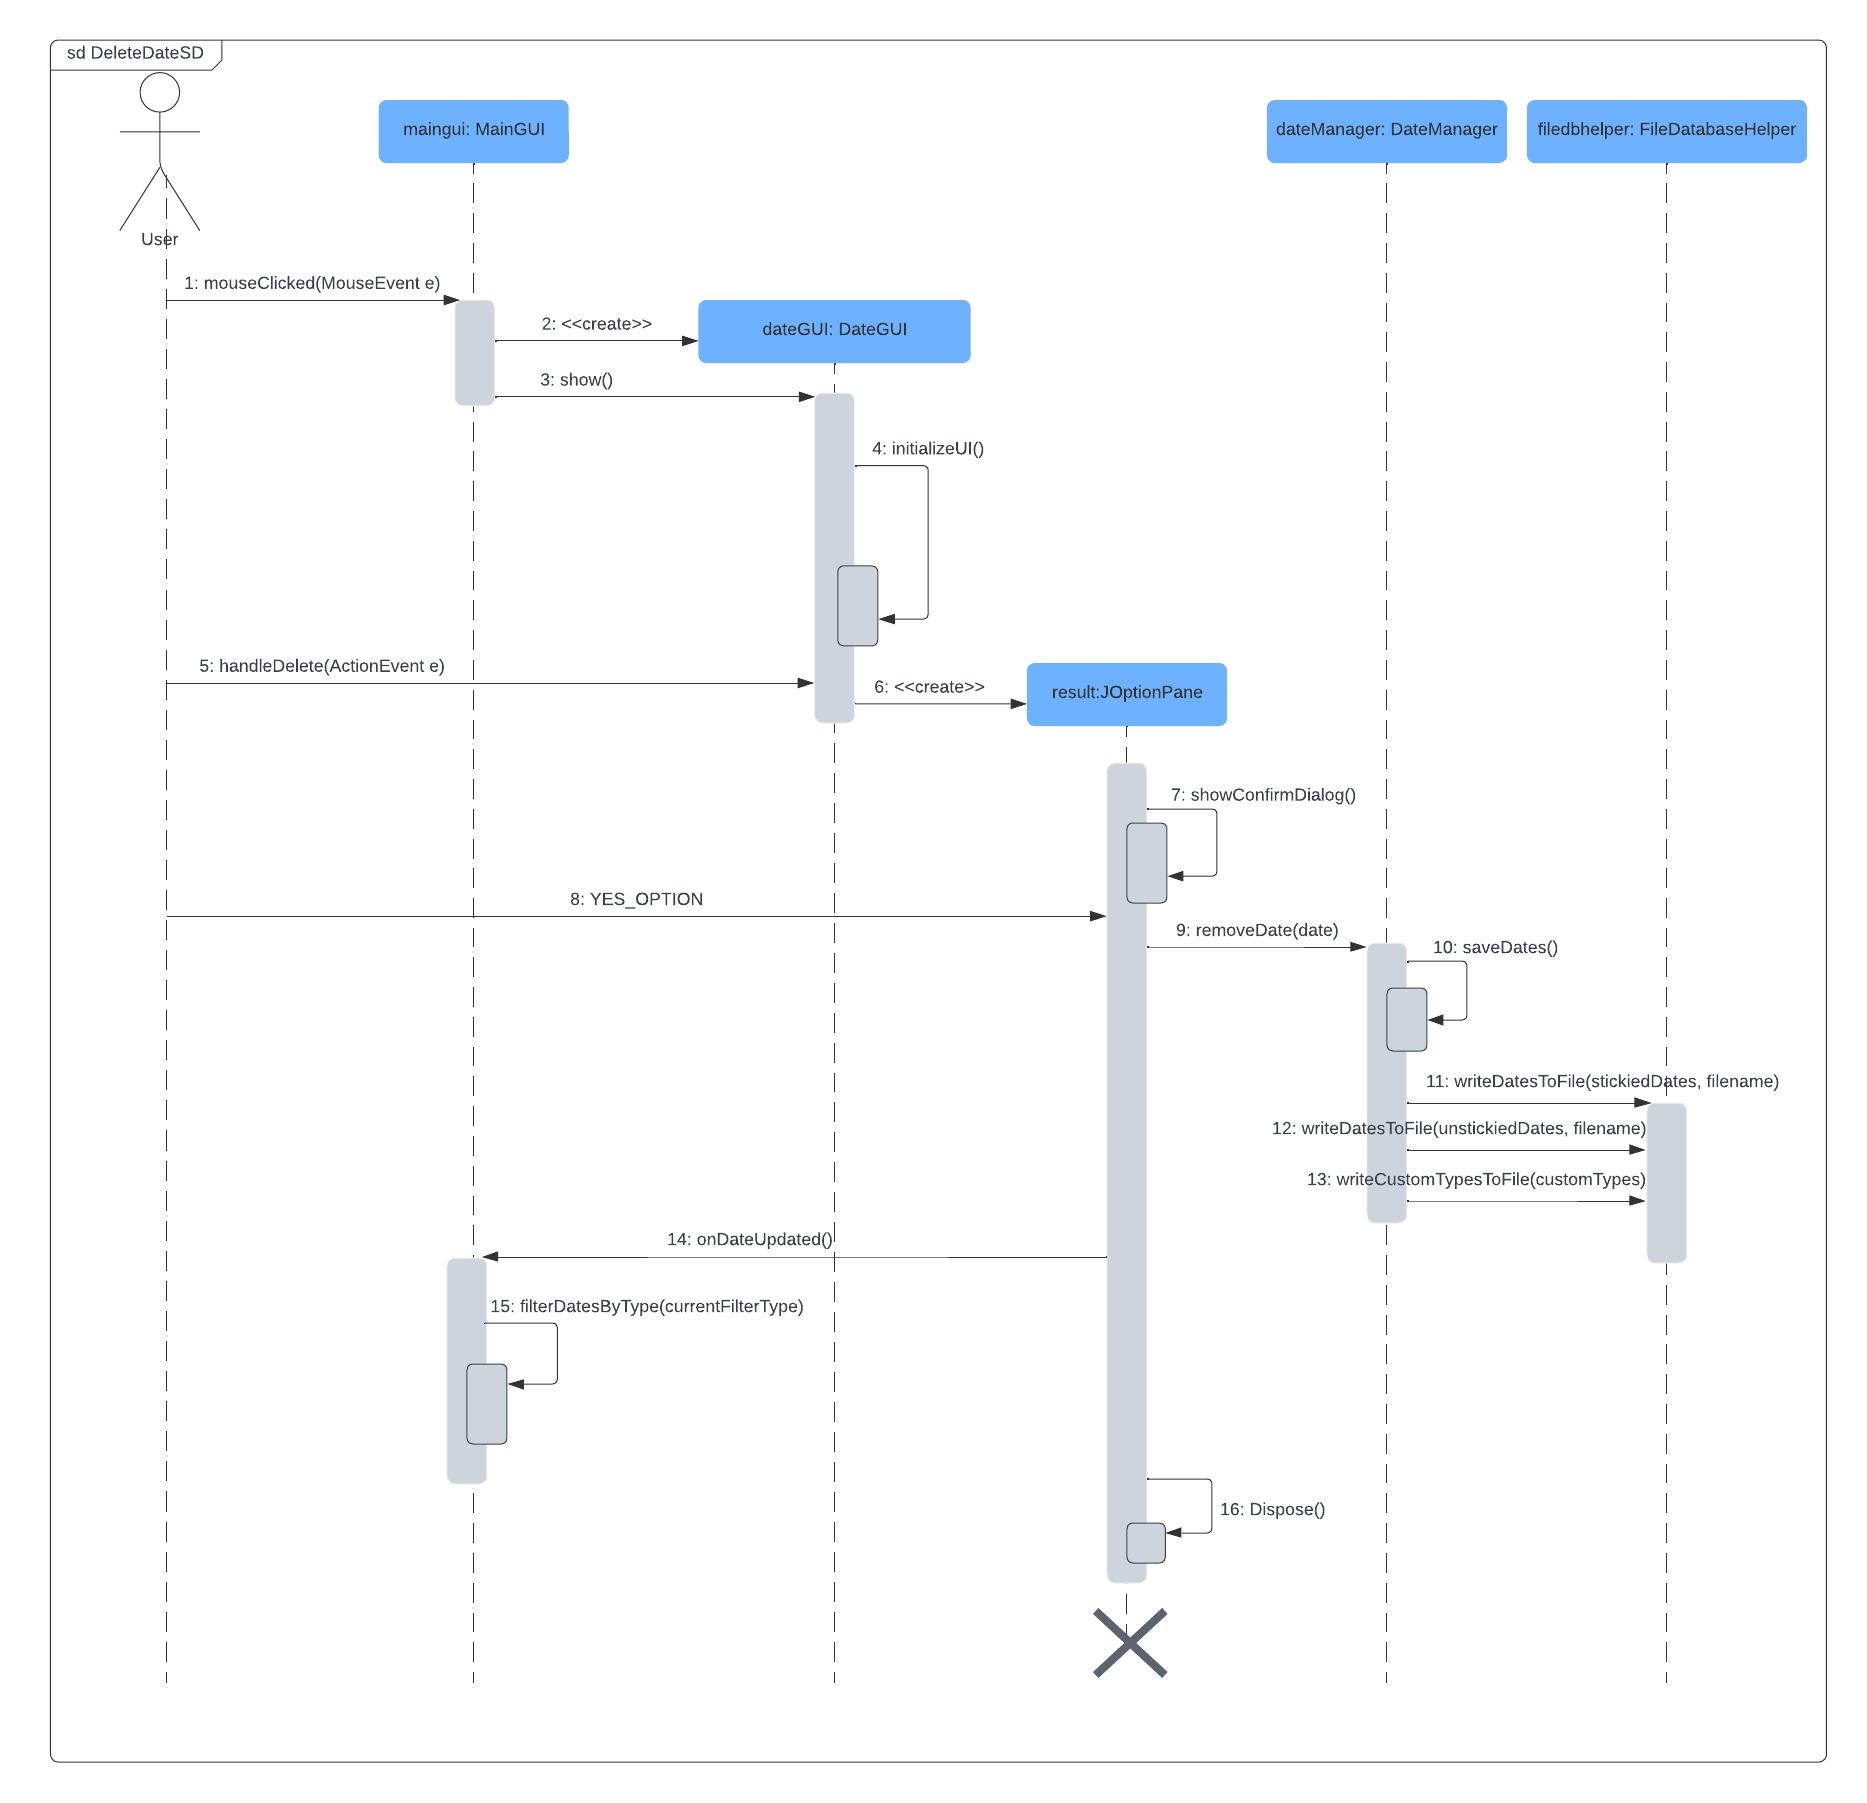 sd DeleteDateSD
maingui: MainGUI
dateManager: DateManager
filedbhelper: FileDatabaseHelper
User
1: mouseClicked(MouseEvent e)
2: <<create>>
dateGUI: DateGUI
3: show()
4: initializeUI()
5: handleDelete(ActionEvent e)
6: <<create>>
result:JOptionPane
7: showConfirmDialog()
8: YES_OPTION
9: removeDate(date)
10: saveDates()
11: writeDatesToFile(stickiedDates, filename)
12: writeDatesToFile(unstickiedDates, filename)
13: writeCustomTypesToFile(customTypes)
14: onDateUpdated()
15: filterDatesByType(currentFilterType)
16: Dispose()